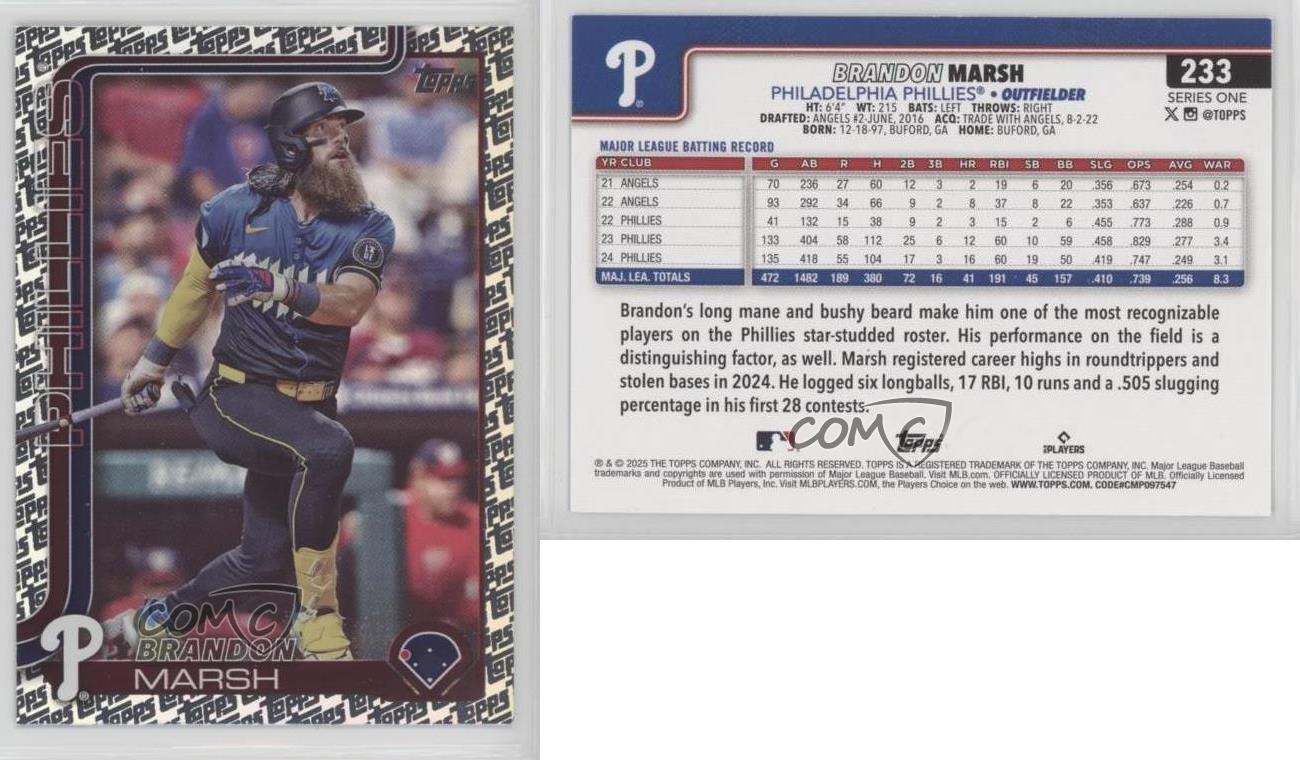 Topps
PHILLIES
COMC
BRANDON
MARSH
P
®
P
®
BRANDON MARSH
PHILADELPHIA PHILLIES® • OUTFIELDER
HT: 6'4" WT: 215 BATS: LEFT THROWS: RIGHT
DRAFTED: ANGELS #2-JUNE, 2016 ACQ: TRADE WITH ANGELS, 8-2-22
BORN: 12-18-97, BUFORD, GA HOME: BUFORD, GA
233
SERIES ONE
X @TOPPS
MAJOR LEAGUE BATTING RECORD
YR CLUB G AB R H 2B 3B HR RBI SB BB SLG OPS AVG WAR
21 ANGELS 70 236 27 60 12 3 2 19 6 20 .356 .673 .254 0.2
22 ANGELS 93 292 34 66 9 2 8 37 8 22 .353 .637 .226 0.7
22 PHILLIES 41 132 15 38 9 2 3 15 2 6 .455 .773 .288 0.9
23 PHILLIES 133 404 58 112 25 6 12 60 10 59 .458 .829 .277 3.4
24 PHILLIES 135 418 55 104 17 3 16 60 19 50 .419 .747 .249 3.1
MAJ. LEA. TOTALS 472 1482 189 380 72 16 41 191 45 157 .410 .739 .256 8.3
Brandon's long mane and bushy beard make him one of the most recognizable
players on the Phillies star-studded roster. His performance on the field is a
distinguishing factor, as well. Marsh registered career highs in roundtrippers and
stolen bases in 2024. He logged six longballs, 17 RBI, 10 runs and a .505 slugging
percentage in his first 28 contests.
COMC
Topps
PLAYERS
® & © 2025 THE TOPPS COMPANY, INC. ALL RIGHTS RESERVED. TOPPS IS A REGISTERED TRADEMARK OF THE TOPPS COMPANY, INC. Major League Baseball
trademarks and copyrights are used with permission of Major League Baseball. Visit MLB.com. OFFICIALLY LICENSED PRODUCT OF MLB. Officially Licensed
Product of MLB Players, Inc. Visit MLBPLAYERS.COM, the Players Choice on the web. WWW.TOPPS.COM. CODE#CMP097547